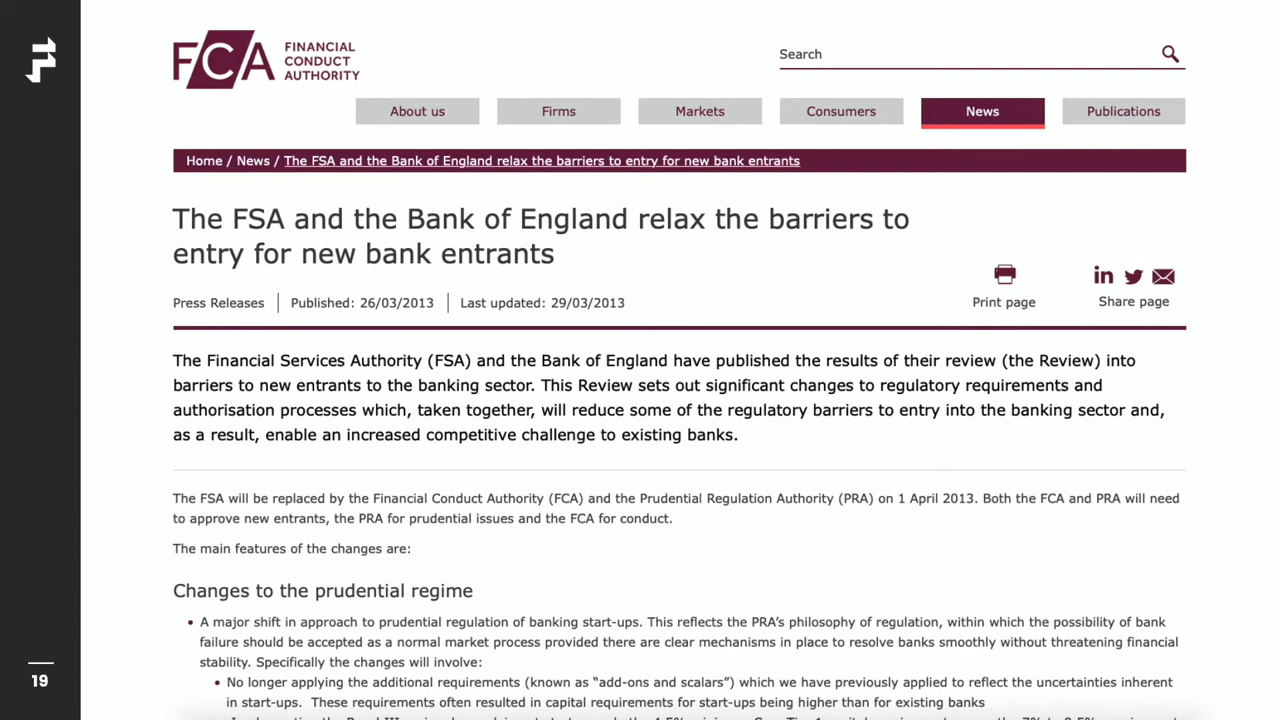 FCA FINANCIAL
CONDUCT
AUTHORITY
Search
About us Firms Markets Consumers News Publications
Home / News / The FSA and the Bank of England relax the barriers to entry for new bank entrants
The FSA and the Bank of England relax the barriers to
entry for new bank entrants
Press Releases Published: 26/03/2013 Last updated: 29/03/2013
Print page Share page
The Financial Services Authority (FSA) and the Bank of England have published the results of their review (the Review) into
barriers to new entrants to the banking sector. This Review sets out significant changes to regulatory requirements and
authorisation processes which, taken together, will reduce some of the regulatory barriers to entry into the banking sector and,
as a result, enable an increased competitive challenge to existing banks.
The FSA will be replaced by the Financial Conduct Authority (FCA) and the Prudential Regulation Authority (PRA) on 1 April 2013. Both the FCA and PRA will need
to approve new entrants, the PRA for prudential issues and the FCA for conduct.
The main features of the changes are:
Changes to the prudential regime
• A major shift in approach to prudential regulation of banking start-ups. This reflects the PRA's philosophy of regulation, within which the possibility of bank
failure should be accepted as a normal market process provided there are clear mechanisms in place to resolve banks smoothly without threatening financial
stability. Specifically the changes will involve:
• No longer applying the additional requirements (known as "add-ons and scalars") which we have previously applied to reflect the uncertainties inherent
in start-ups. These requirements often resulted in capital requirements for start-ups being higher than for existing banks
19